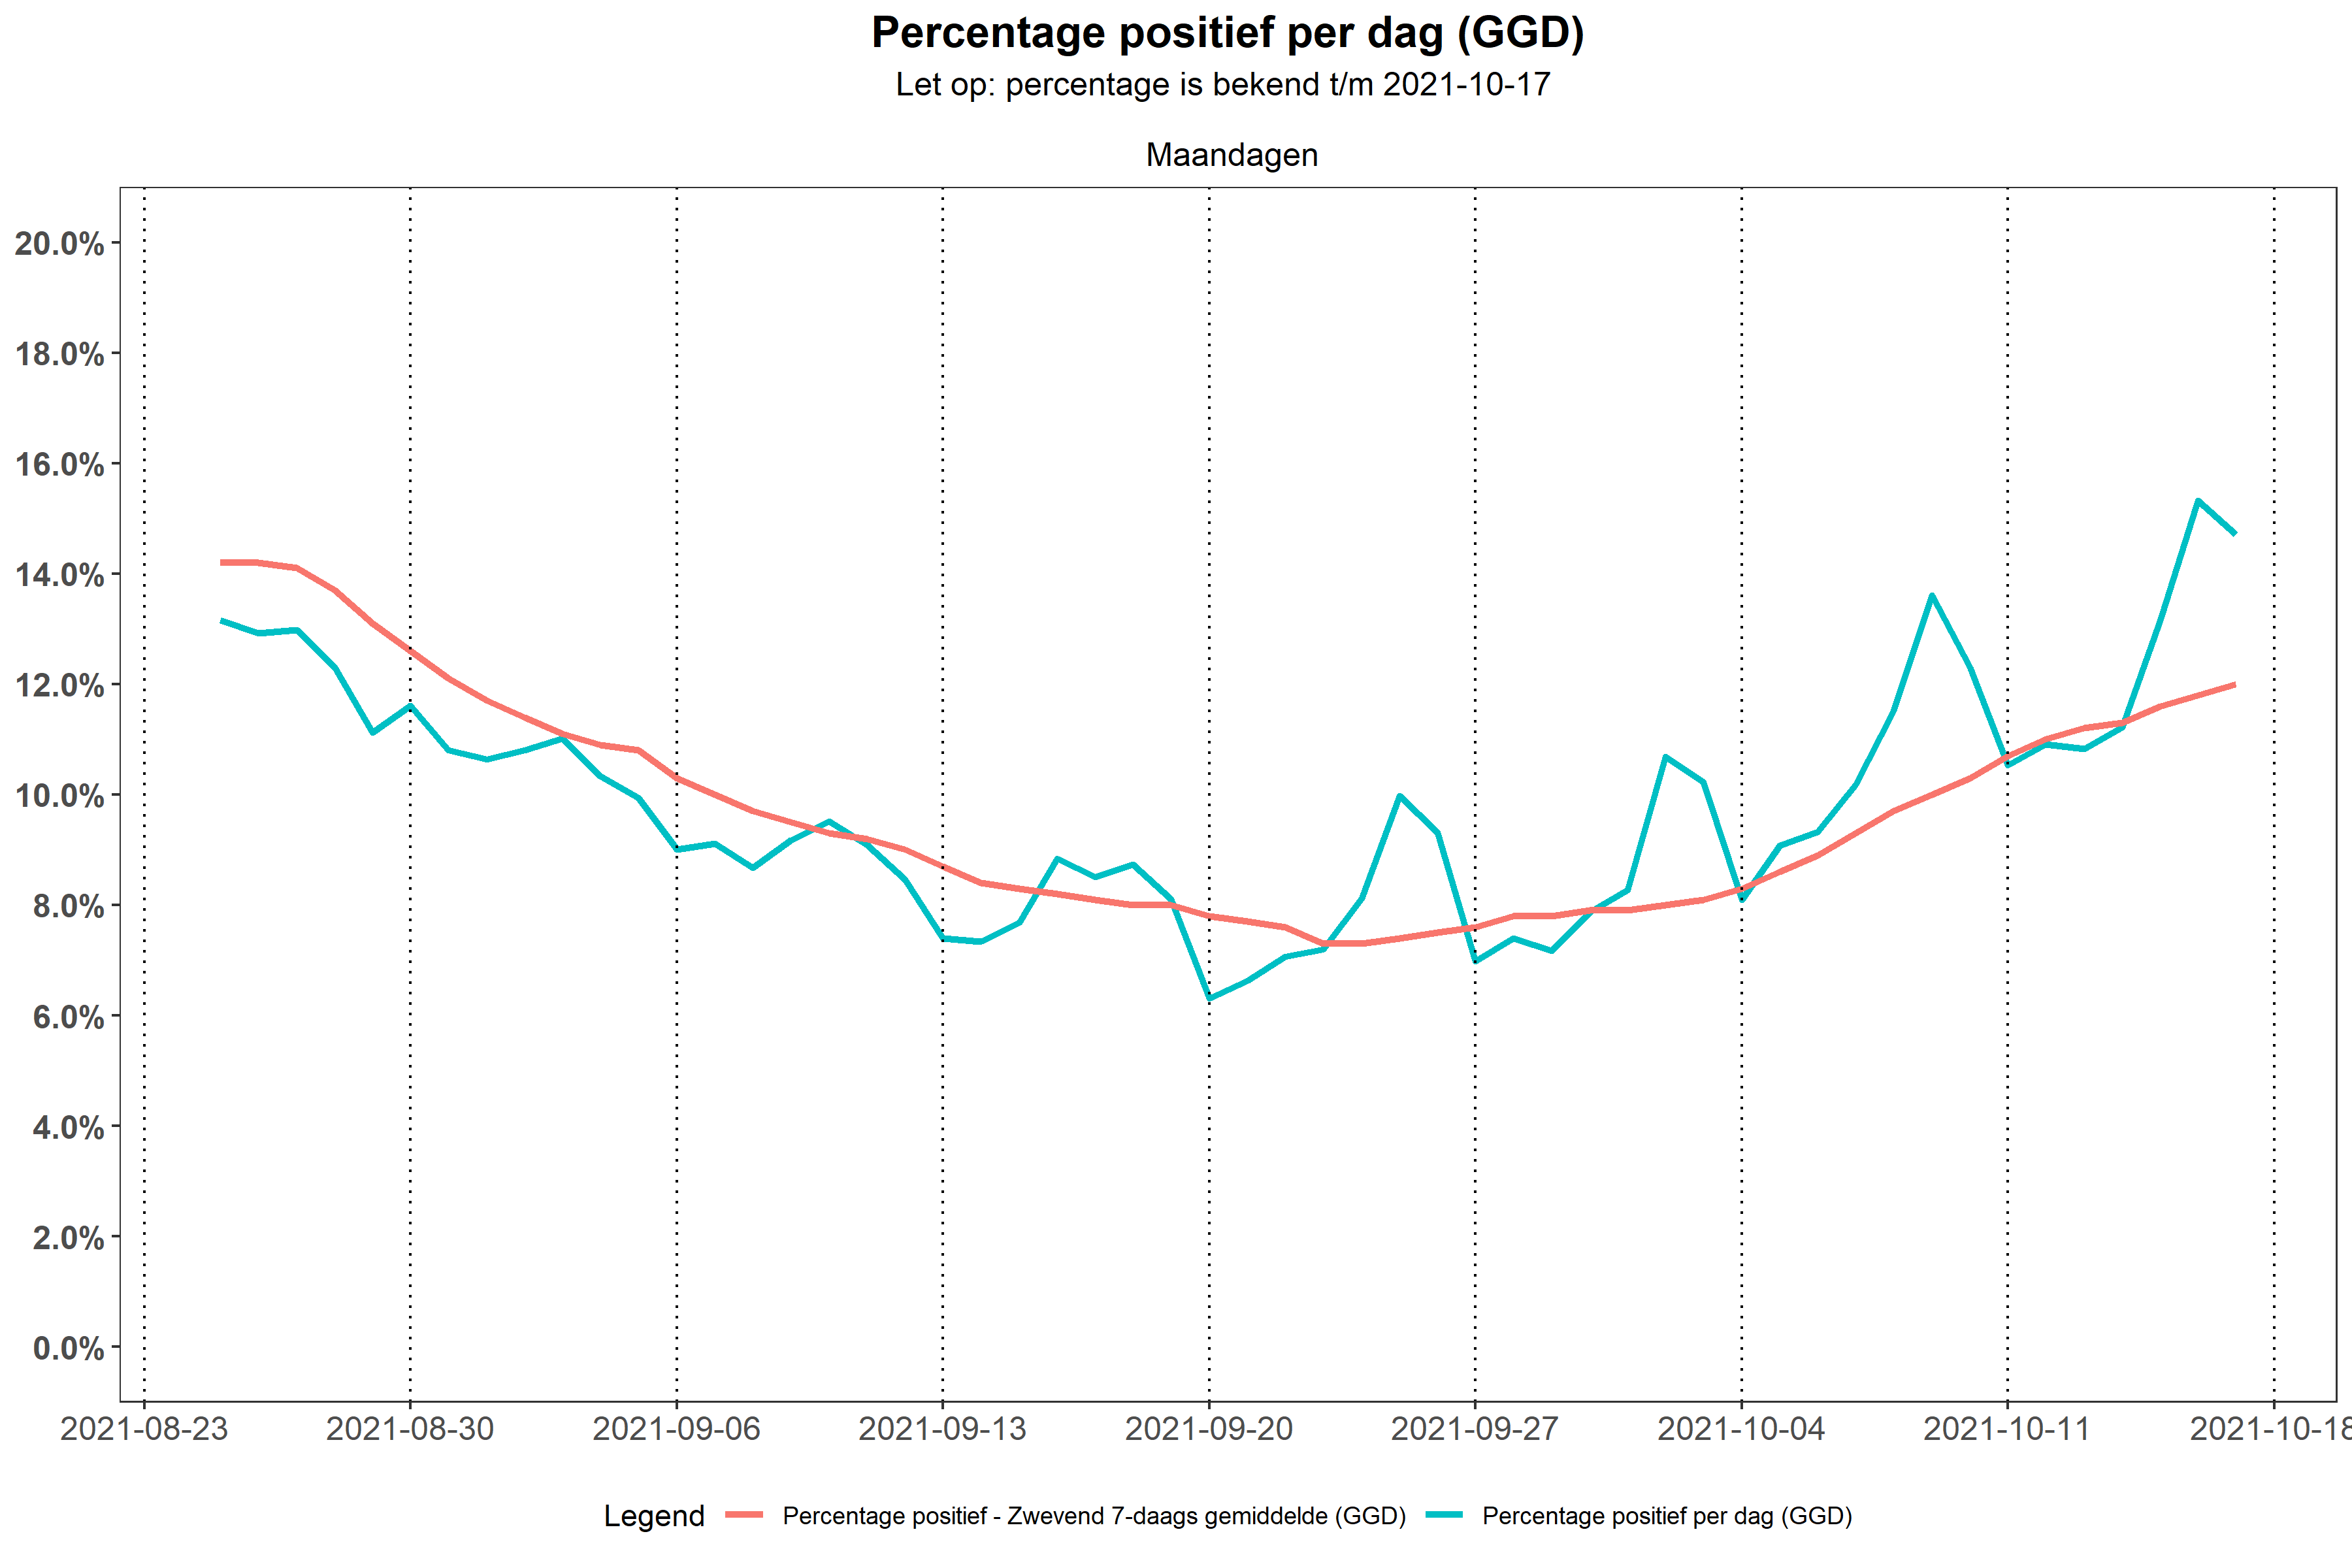 Percentage positief per dag (GGD)
Let op: percentage is bekend t/m 2021-10-17
Maandagen
20.0%
18.0%
16.0%
14.0%
12.0%
10.0%
8.0%
6.0%
4.0%
2.0%
0.0%
2021-08-23 2021-08-30 2021-09-06 2021-09-13 2021-09-20 2021-09-27 2021-10-04 2021-10-11 2021-10-18
Legend Percentage positief - Zwevend 7-daags gemiddelde (GGD) Percentage positief per dag (GGD)